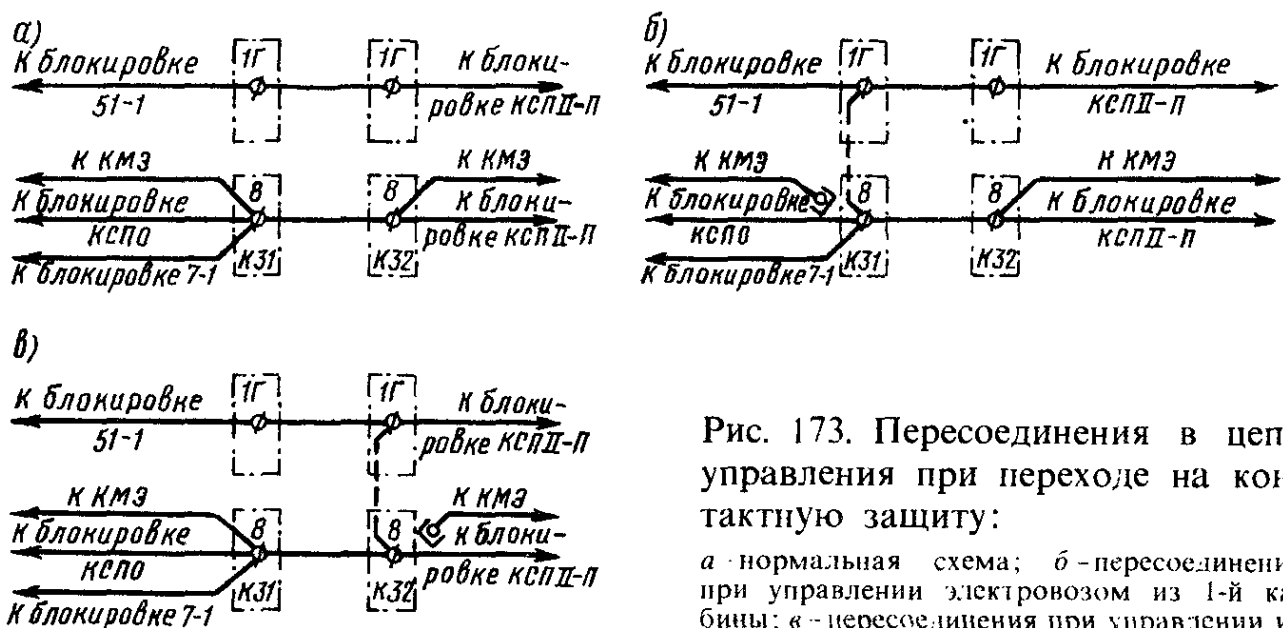 а)
К блокировке
1Г
1Г
К блоки-
51-1
ровке КСПII-П
К КМЭ
К КМЭ
К блокировке
8
8
К блоки-
КСПО
ровке КСПII-П
К блокировке 7-1
К31
К32
б)
К блокировке
1Г
1Г
К блокировке
51-1
КСПII-П
К КМЭ
К КМЭ
К блокировке
8
8
К блокировке
КСПО
КСПII-П
К блокировке 7-1
К31
К32
в)
К блокировке
1Г
1Г
К блоки-
51-1
ровке КСПII-П
К КМЭ
К КМЭ
К блокировке
8
8
К блоки-
КСПО
ровке КСПII-П
К блокировке 7-1
К31
К32
Рис. 173. Пересоединения в цеп
управления при переходе на кон
тактную защиту:
а - нормальная схема; б - пересоединени
при управлении электровозом из 1-й ка
бины; в - пересоединения при управлении и